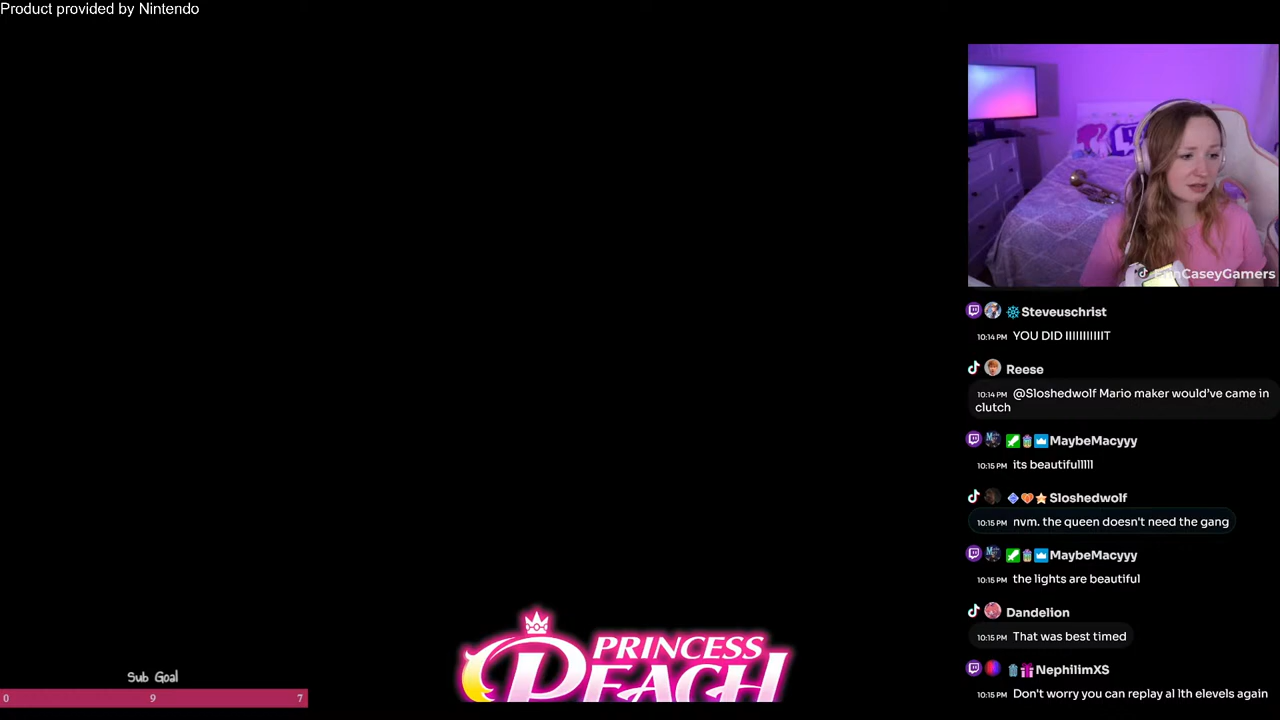 Product provided by Nintendo
CaseyGamers
Steveuschrist
10:14 PM YOU DID IIIIIIIIIIIT
Reese
10:14 PM @Sloshedwolf Mario maker would've came in
clutch
MaybeMacyyy
10:15 PM its beautifulllll
Sloshedwolf
10:15 PM nvm. the queen doesn't need the gang
MaybeMacyyy
10:15 PM the lights are beautiful
Dandelion
10:15 PM That was best timed
NephilimXS
10:15 PM Don't worry you can replay al lth elevels again
PRINCESS
PEACH
Sub Goal
0 9 7